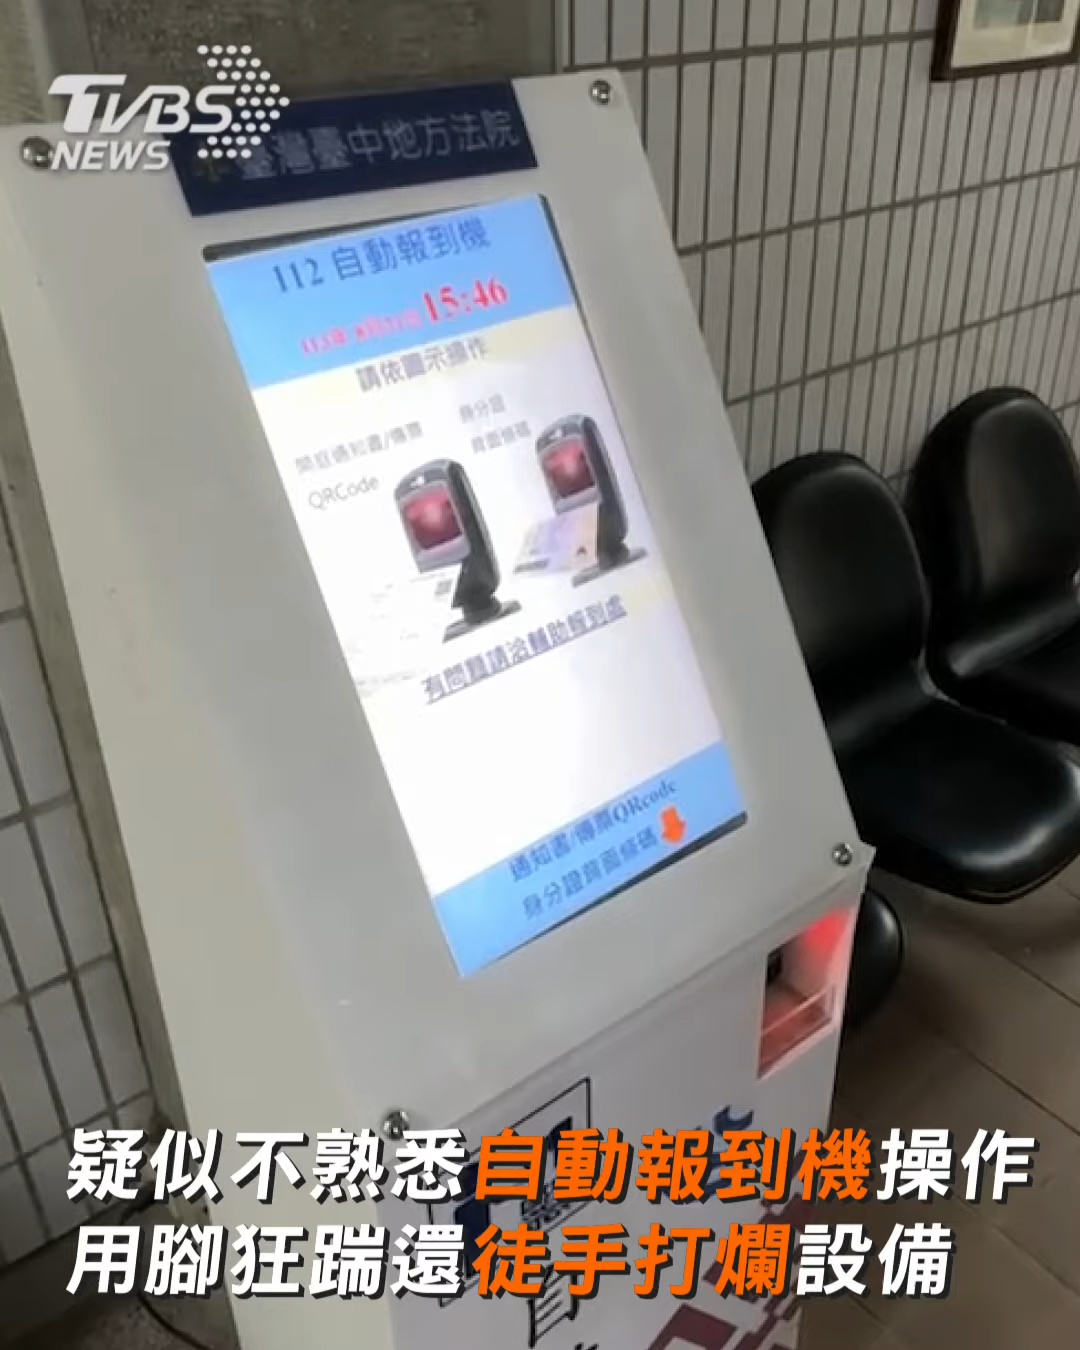 TVBS
NEWS
臺灣臺中地方法院
112 自動報到機
15:46
請依圖示操作
身分證
背面條碼
開庭通知書/傳票
QRCode
有問題請洽輔助報到處
通知書/傳票QRcode
身分證背面條碼
疑似不熟悉自動報到機操作
用腳狂踹還徒手打爛設備